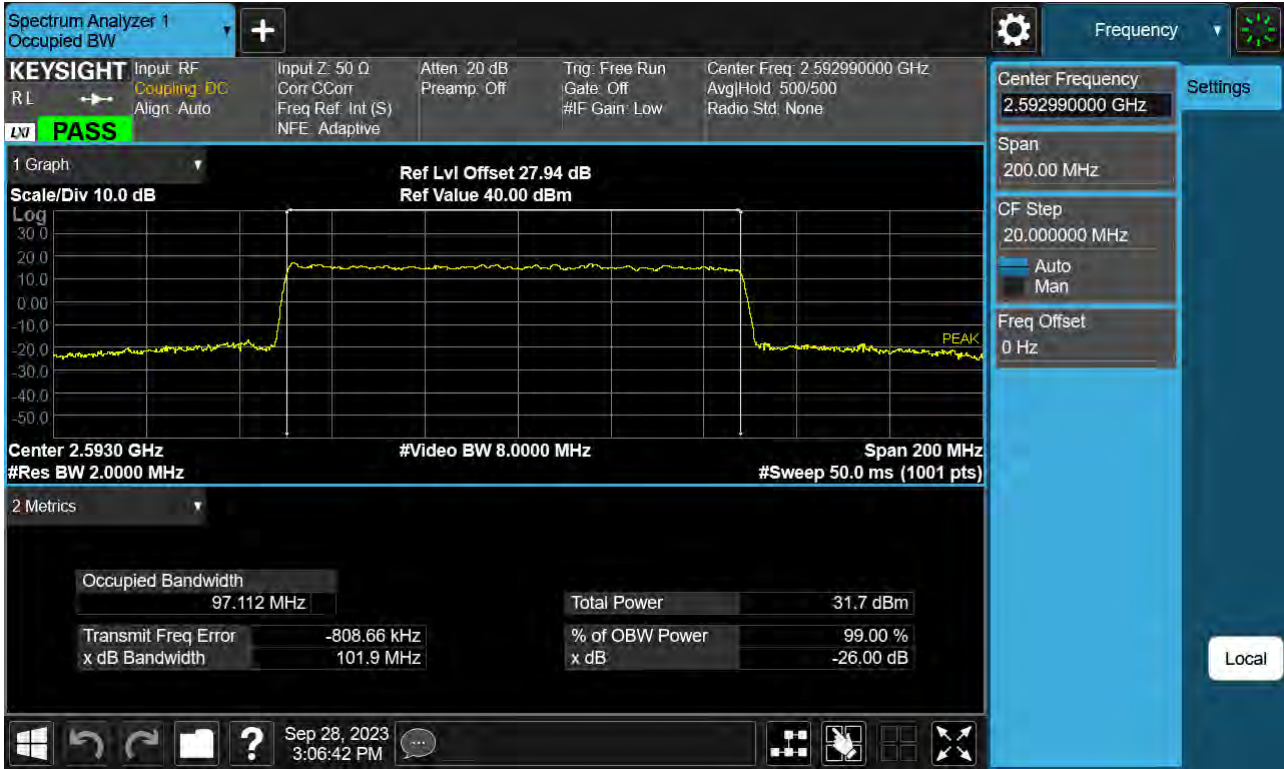 Spectrum Analyzer 1
Occupied BW
+
Frequency
KEYSIGHT
RL
LXI PASS
Input: RF
Coupling: DC
Align: Auto
Input Z: 50 Ω
Corr CCorr
Freq Ref: Int (S)
NFE: Adaptive
Atten: 20 dB
Preamp: Off
Trig: Free Run
Gate: Off
#IF Gain: Low
Center Freq: 2.592990000 GHz
Avg|Hold: 500/500
Radio Std: None
1 Graph
Scale/Div 10.0 dB
Ref Lvl Offset 27.94 dB
Ref Value 40.00 dBm
Log
30.0
20.0
10.0
0.00
-10.0
-20.0
-30.0
-40.0
-50.0
PEAK
Center 2.5930 GHz
#Video BW 8.0000 MHz
Span 200 MHz
#Res BW 2.0000 MHz
#Sweep 50.0 ms (1001 pts)
2 Metrics
Occupied Bandwidth
97.112 MHz
Total Power 31.7 dBm
Transmit Freq Error -808.66 kHz
% of OBW Power 99.00 %
x dB Bandwidth 101.9 MHz
x dB -26.00 dB
Center Frequency
2.592990000 GHz
Settings
Span
200.00 MHz
CF Step
20.000000 MHz
Auto
Man
Freq Offset
0 Hz
Local
?
Sep 28, 2023
3:06:42 PM